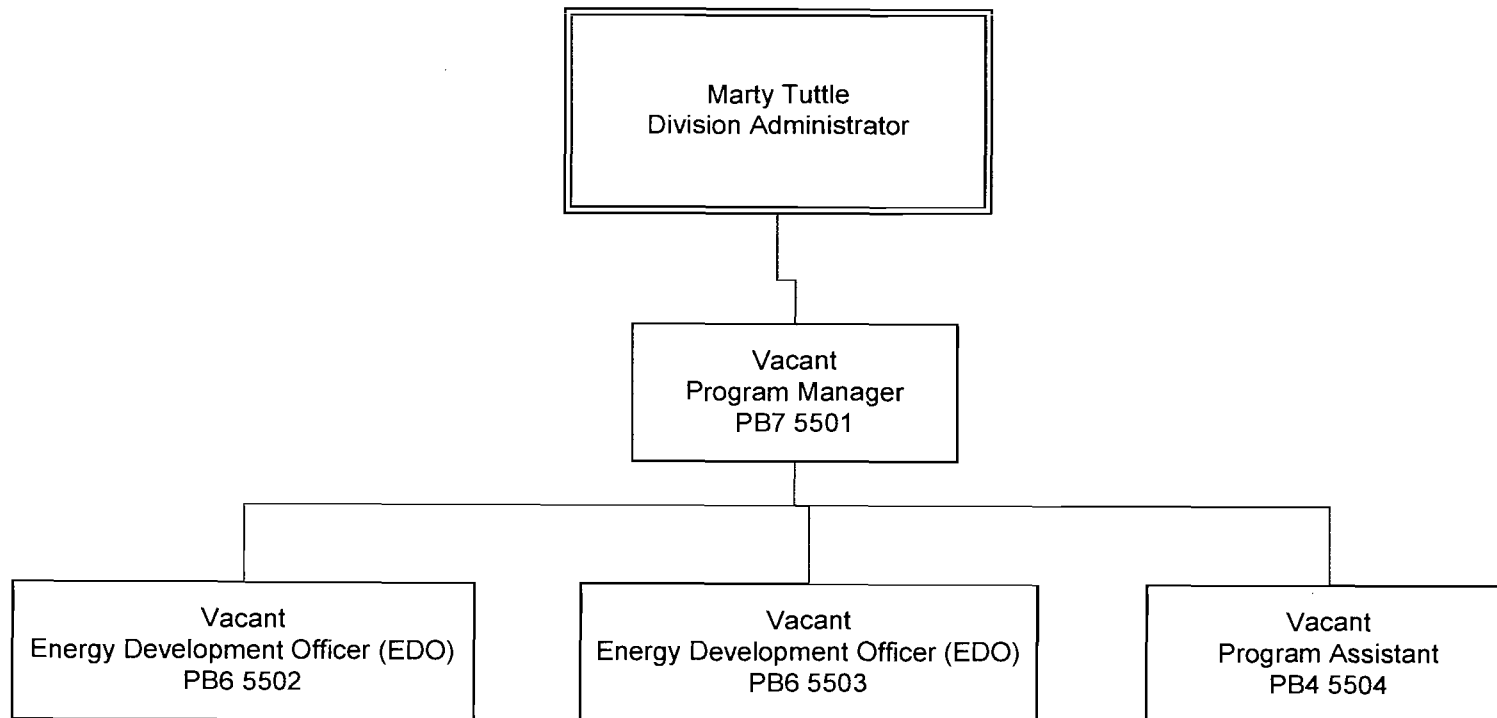 Marty Tuttle
Division Administrator
Vacant
Program Manager
PB7 5501
Vacant
Energy Development Officer (EDO)
PB6 5502
Vacant
Energy Development Officer (EDO)
PB6 5503
Vacant
Program Assistant
PB4 5504